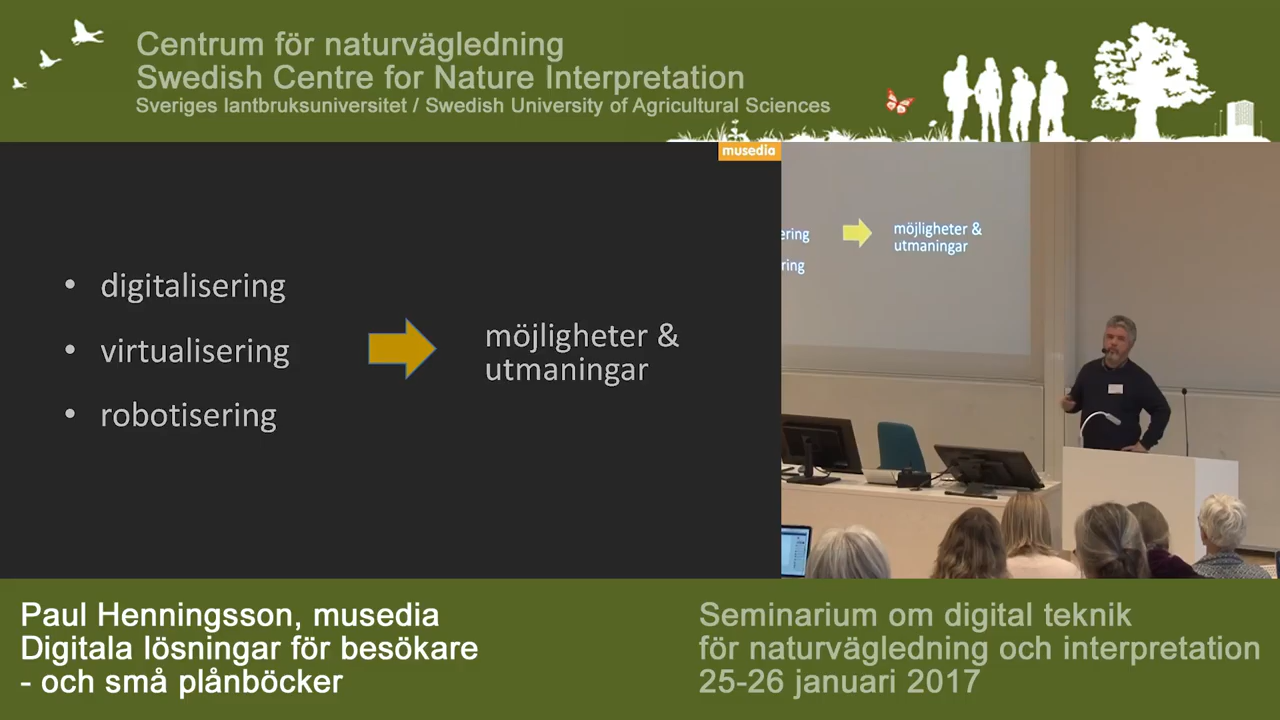 Centrum för naturvägledning
Swedish Centre for Nature Interpretation
Sveriges lantbruksuniversitet / Swedish University of Agricultural Sciences
musedia
• digitalisering
• virtualisering
• robotisering
möjligheter &
utmaningar
ering
ring
möjligheter &
utmaningar
Paul Henningsson, musedia
Digitala lösningar för besökare
- och små plånböcker
Seminarium om digital teknik
för naturvägledning och interpretation
25-26 januari 2017